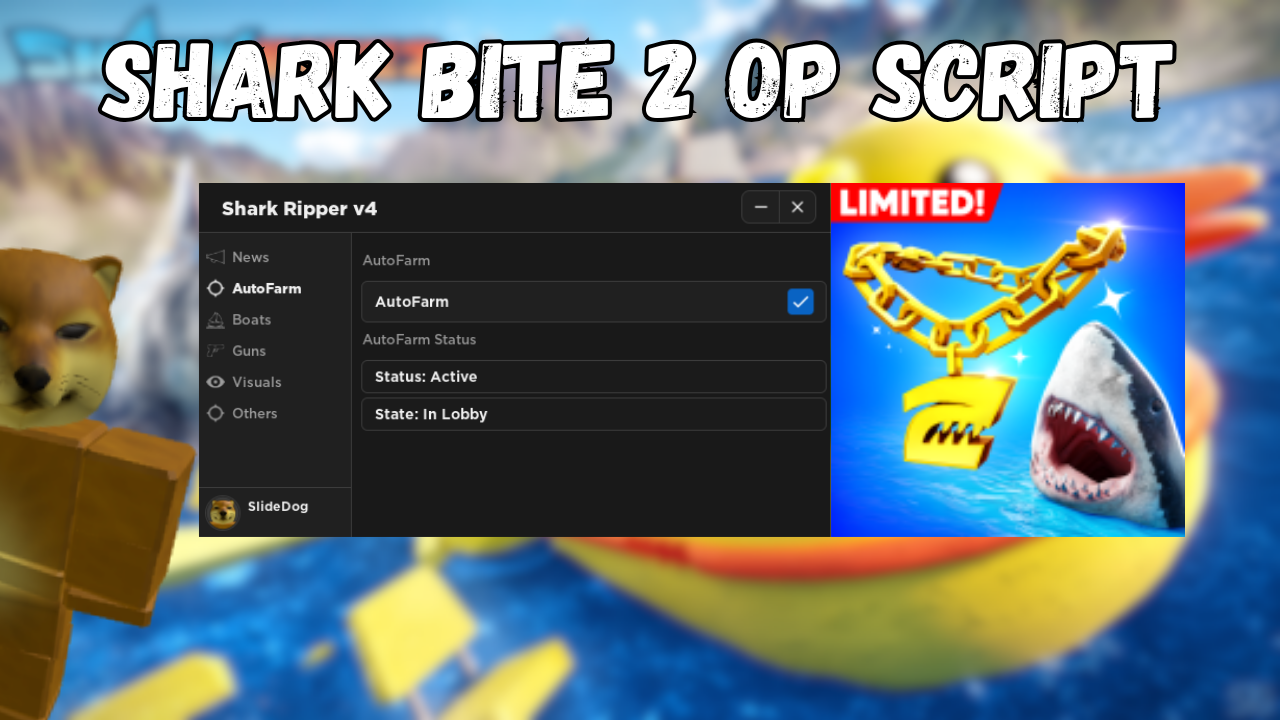 SHARK BITE 2 OP SCRIPT
Shark Ripper v4
LIMITED!
News
AutoFarm
Boats
Guns
Visuals
Others
SlideDog
AutoFarm
AutoFarm
AutoFarm Status
Status: Active
State: In Lobby
2